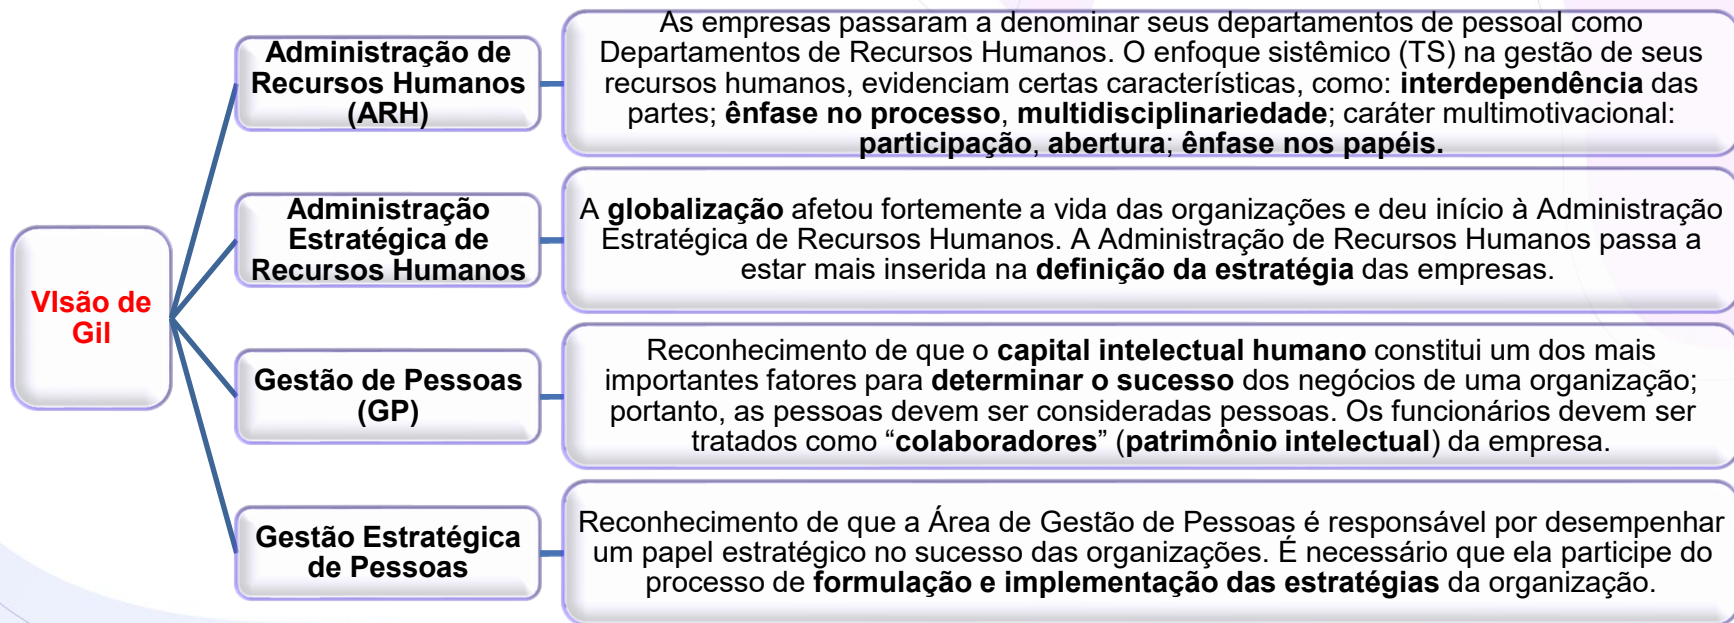 VIsão de
Gil
Administração de
Recursos Humanos
(ARH)
As empresas passaram a denominar seus departamentos de pessoal como
Departamentos de Recursos Humanos. O enfoque sistêmico (TS) na gestão de seus
recursos humanos, evidenciam certas características, como: interdependência das
partes; ênfase no processo, multidisciplinariedade; caráter multimotivacional:
participação, abertura; ênfase nos papéis.
Administração
Estratégica de
Recursos Humanos
A globalização afetou fortemente a vida das organizações e deu início à Administração
Estratégica de Recursos Humanos. A Administração de Recursos Humanos passa a
estar mais inserida na definição da estratégia das empresas.
Gestão de Pessoas
(GP)
Reconhecimento de que o capital intelectual humano constitui um dos mais
importantes fatores para determinar o sucesso dos negócios de uma organização;
portanto, as pessoas devem ser consideradas pessoas. Os funcionários devem ser
tratados como “colaboradores” (patrimônio intelectual) da empresa.
Gestão Estratégica
de Pessoas
Reconhecimento de que a Área de Gestão de Pessoas é responsável por desempenhar
um papel estratégico no sucesso das organizações. É necessário que ela participe do
processo de formulação e implementação das estratégias da organização.